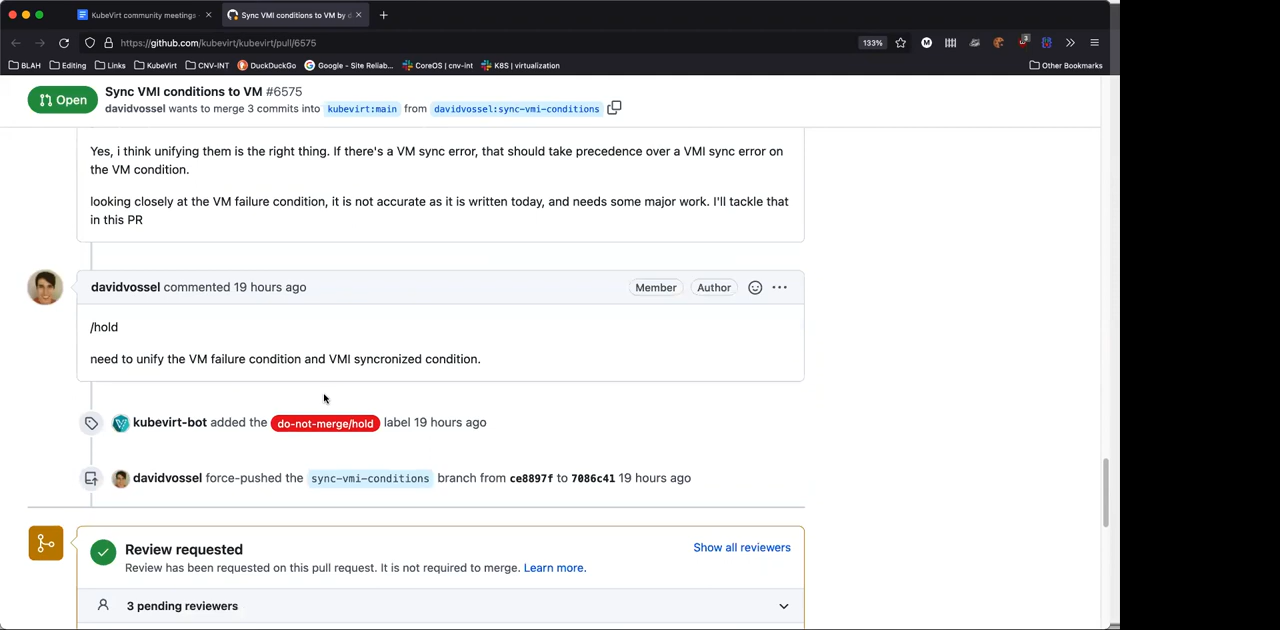 KubeVirt community meetings
Sync VMI conditions to VM by d
https://github.com/kubevirt/kubevirt/pull/6575
133%
3
BLAH
Editing
Links
KubeVirt
CNV-INT
DuckDuckGo
Google - Site Reliab...
CoreOS | cnv-int
K8S | virtualization
Other Bookmarks
Open
Sync VMI conditions to VM #6575
davidvossel wants to merge 3 commits into kubevirt:main from davidvossel:sync-vmi-conditions
Yes, i think unifying them is the right thing. If there's a VM sync error, that should take precedence over a VMI sync error on
the VM condition.
looking closely at the VM failure condition, it is not accurate as it is written today, and needs some major work. I'll tackle that
in this PR
davidvossel commented 19 hours ago
Member
Author
/hold
need to unify the VM failure condition and VMI syncronized condition.
kubevirt-bot added the do-not-merge/hold label 19 hours ago
davidvossel force-pushed the sync-vmi-conditions branch from ce8897f to 7086c41 19 hours ago
Review requested
Show all reviewers
Review has been requested on this pull request. It is not required to merge. Learn more.
3 pending reviewers